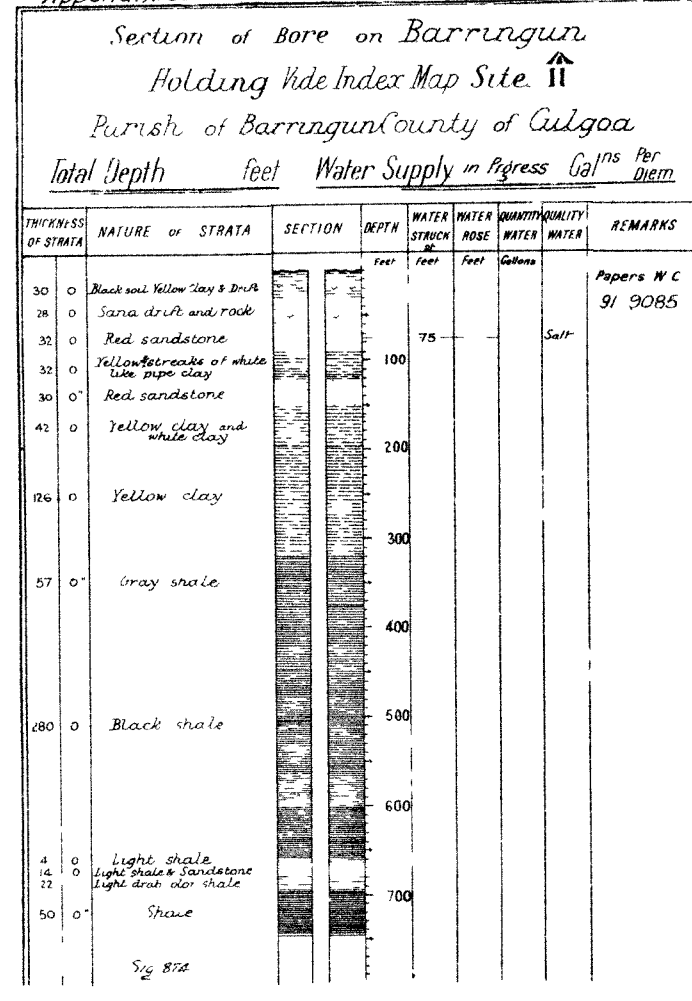 Section of Bore on Barringun
Holding Vide Index Map Site 11
Parish of Barringun County of Culgoa
Total Depth feet Water Supply in Progress Galns Per Diem
THICKNESS OF STRATA NATURE OF STRATA SECTION DEPTH WATER STRUCK at WATER ROSE QUANTITY WATER QUALITY WATER REMARKS
Feet Feet Feet Gallons
Papers W C
91 9085
30 0 Black soil Yellow Clay & Drift
28 0 Sand drift and rock
32 0 Red sandstone 75 Salt
32 0 Yellow & streaks of white
like pipe clay
100
30 0" Red sandstone
42 0 Yellow clay and
white clay
200
126 0 Yellow clay
300
57 0" Gray shale
400
280 0 Black shale
500
600
4 0 Light shale
14 0 Light shale & Sandstone
22 Light drab olor shale
700
50 0" Shale